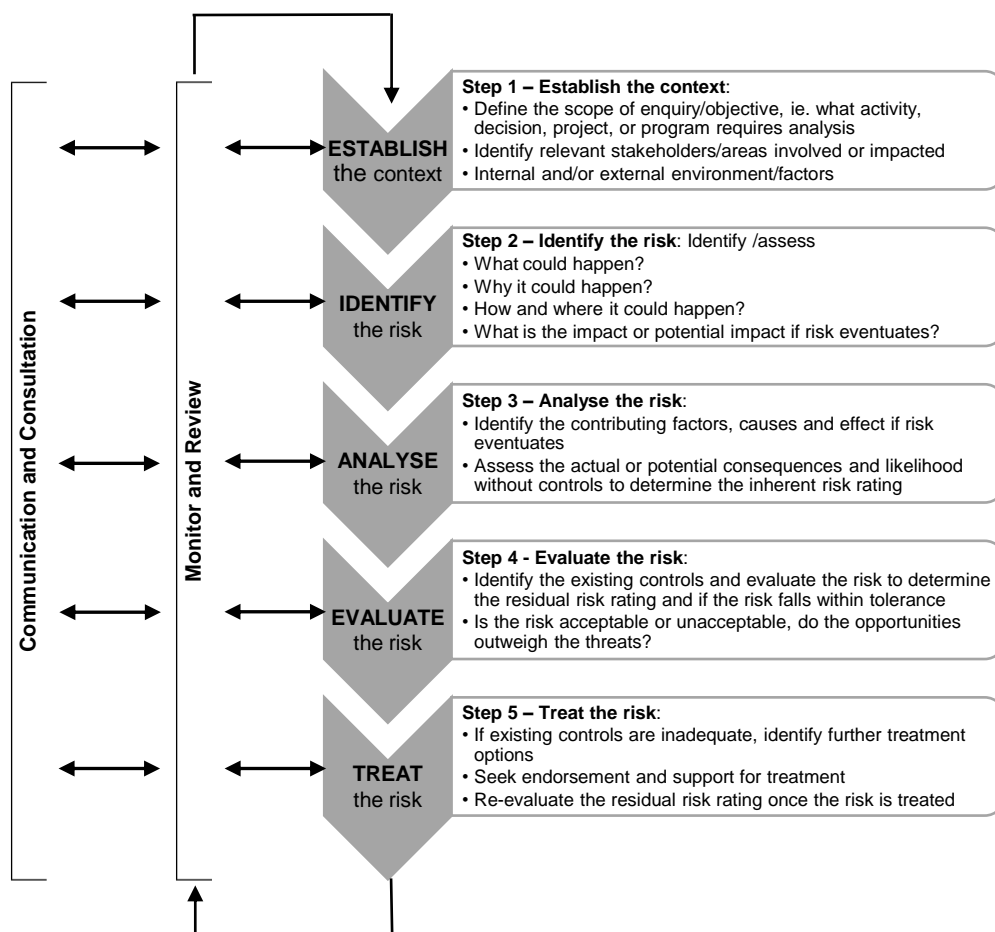 Communication and Consultation
Monitor and Review
ESTABLISH
the context
Step 1 – Establish the context:
• Define the scope of enquiry/objective, ie. what activity,
decision, project, or program requires analysis
• Identify relevant stakeholders/areas involved or impacted
• Internal and/or external environment/factors
IDENTIFY
the risk
Step 2 – Identify the risk: Identify /assess
• What could happen?
• Why it could happen?
• How and where it could happen?
• What is the impact or potential impact if risk eventuates?
ANALYSE
the risk
Step 3 – Analyse the risk:
• Identify the contributing factors, causes and effect if risk
eventuates
• Assess the actual or potential consequences and likelihood
without controls to determine the inherent risk rating
EVALUATE
the risk
Step 4 - Evaluate the risk:
• Identify the existing controls and evaluate the risk to determine
the residual risk rating and if the risk falls within tolerance
• Is the risk acceptable or unacceptable, do the opportunities
outweigh the threats?
TREAT
the risk
Step 5 – Treat the risk:
• If existing controls are inadequate, identify further treatment
options
• Seek endorsement and support for treatment
• Re-evaluate the residual risk rating once the risk is treated